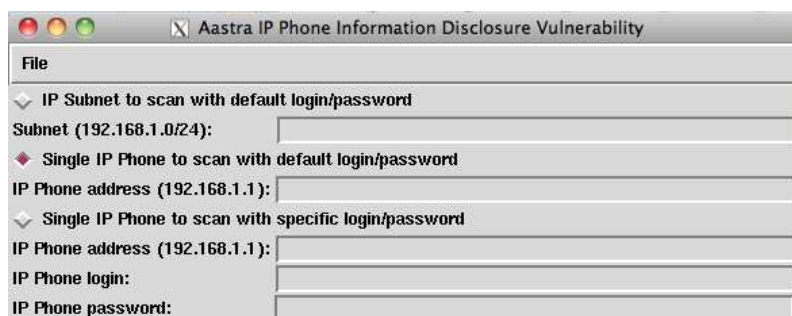 Aastra IP Phone Information Disclosure Vulnerability
File
IP Subnet to scan with default login/password
Subnet (192.168.1.0/24):
Single IP Phone to scan with default login/password
IP Phone address (192.168.1.1):
Single IP Phone to scan with specific login/password
IP Phone address (192.168.1.1):
IP Phone login:
IP Phone password: